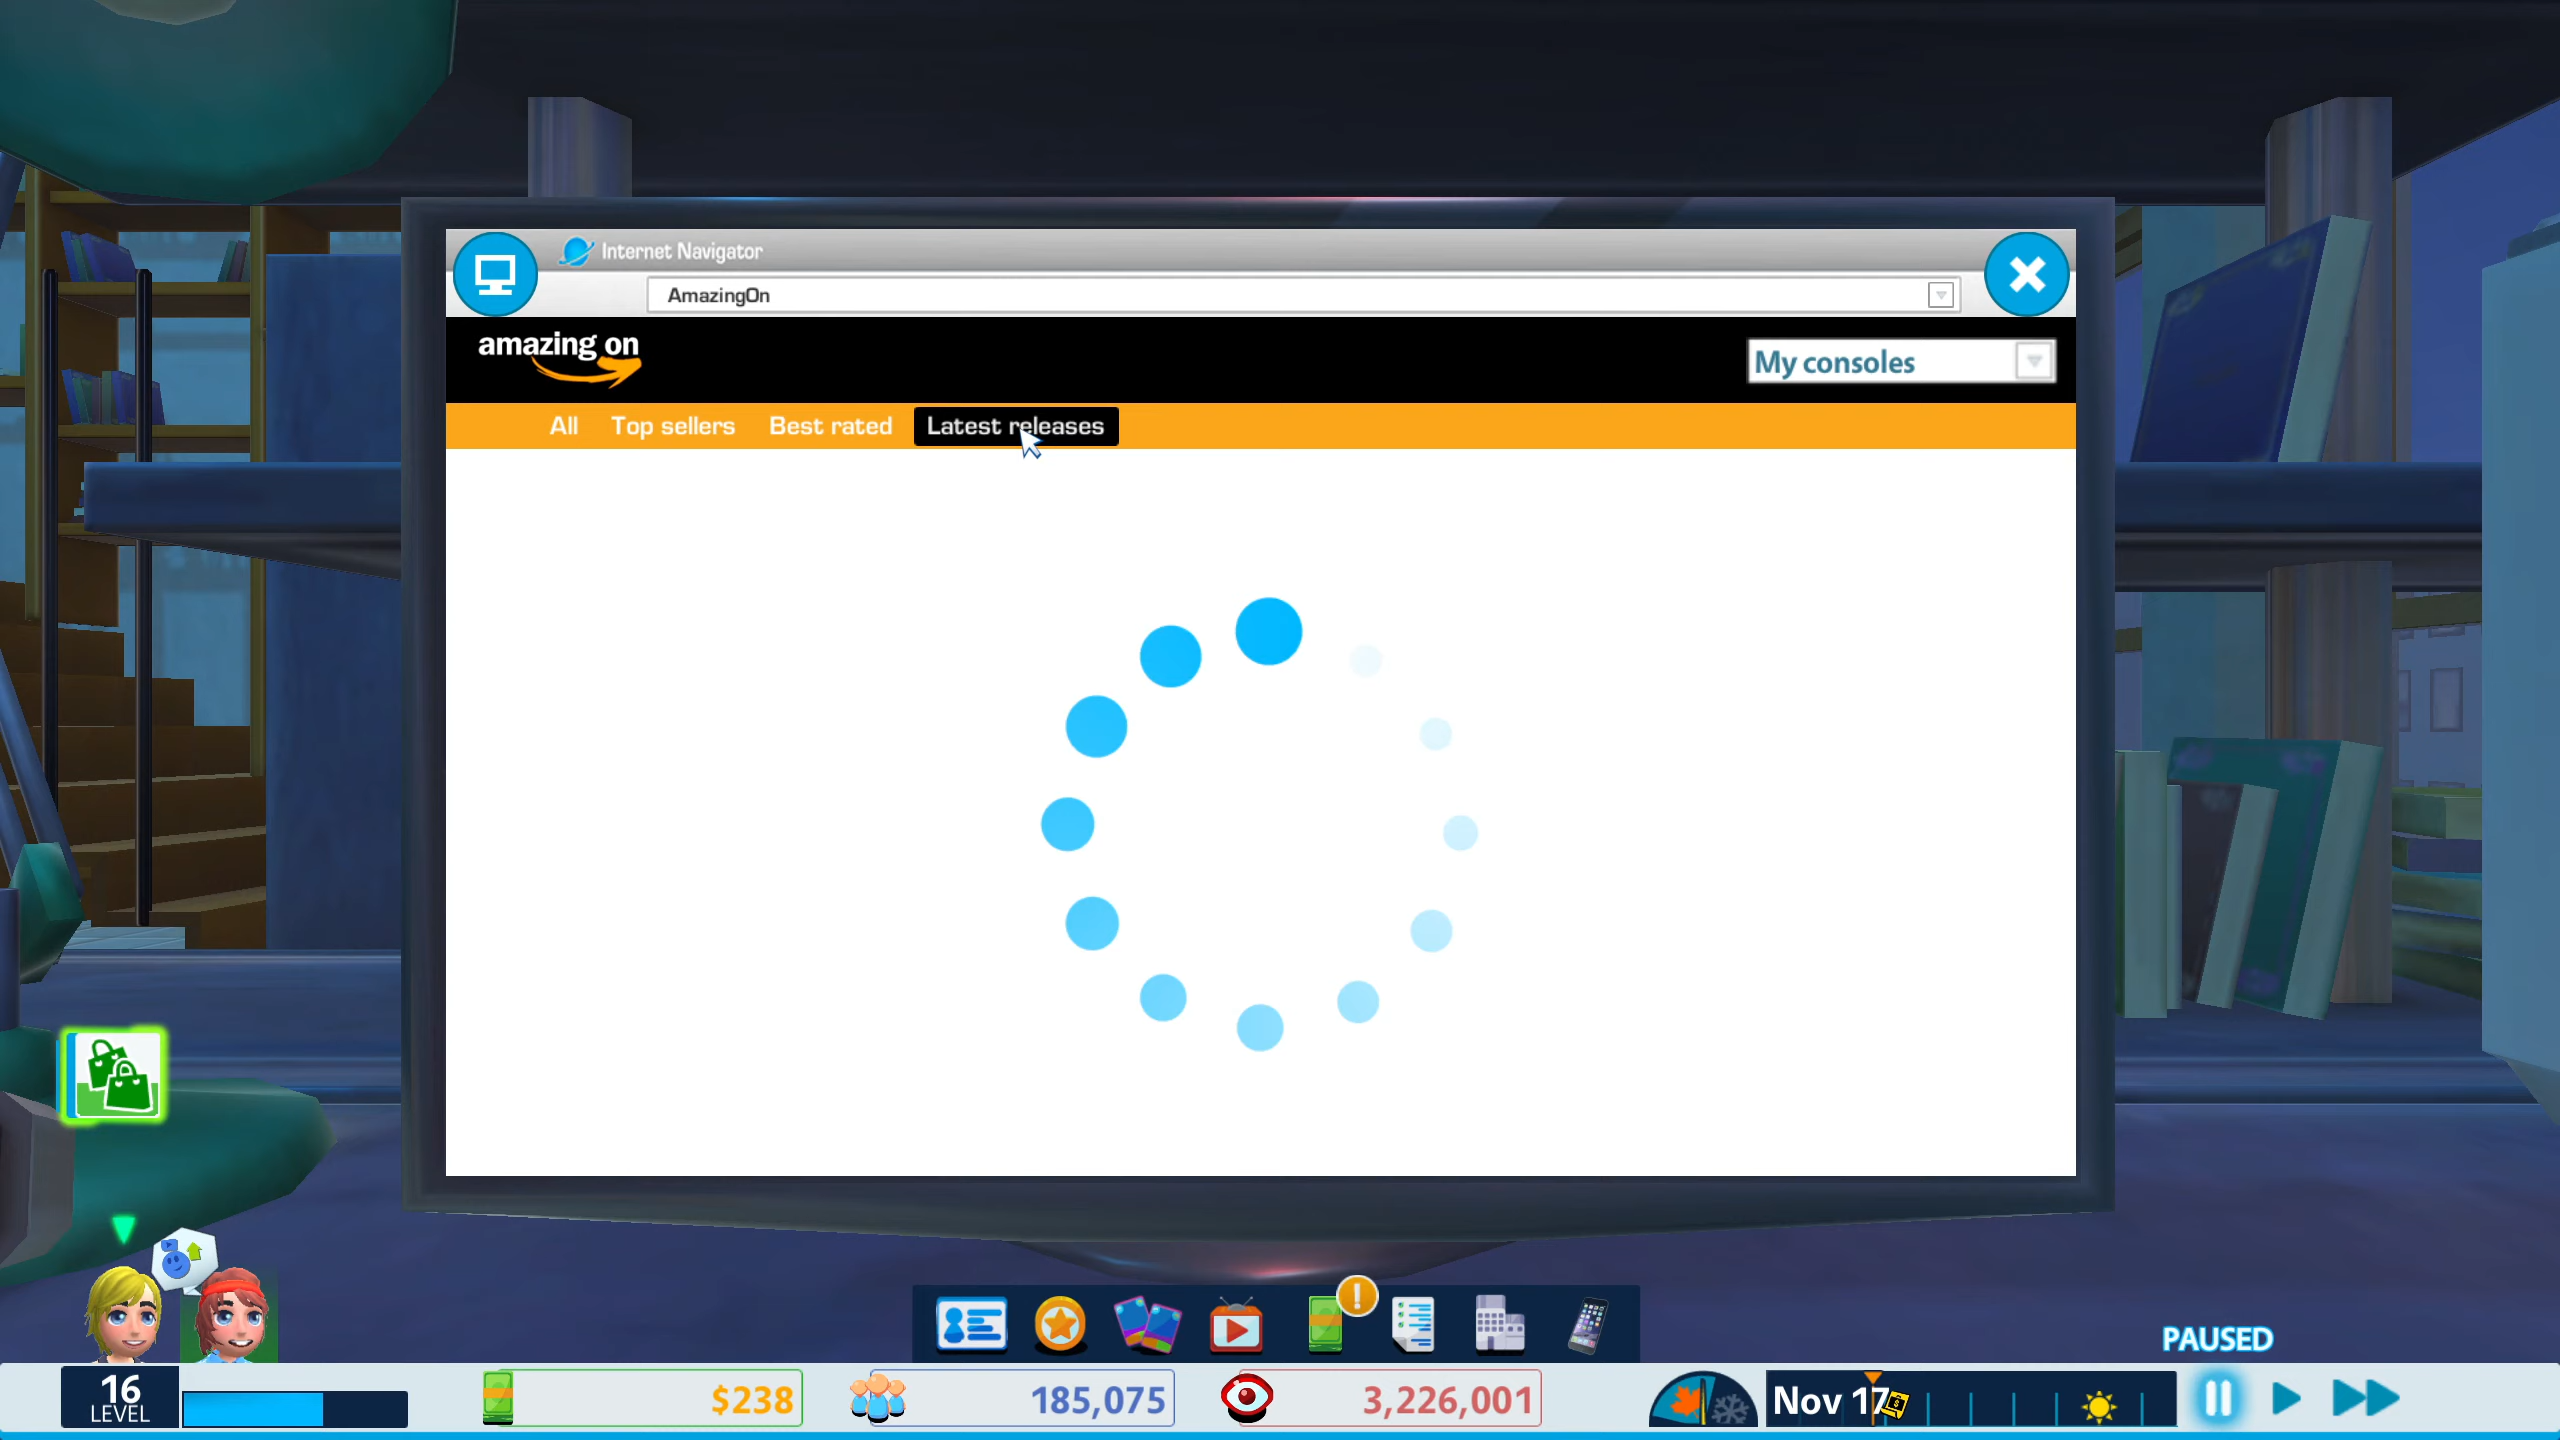 Internet Navigator
AmazingOn
amazing on
My consoles
All Top sellers Best rated Latest releases
PAUSED
16
LEVEL
$238
185,075
3,226,001
Nov 17